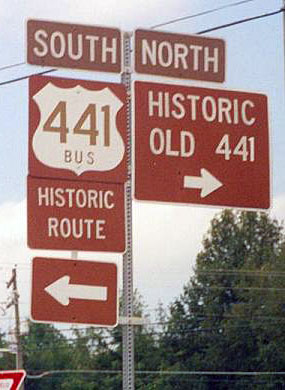 SOUTH
441
BUS
HISTORIC
ROUTE
NORTH
HISTORIC
OLD 441